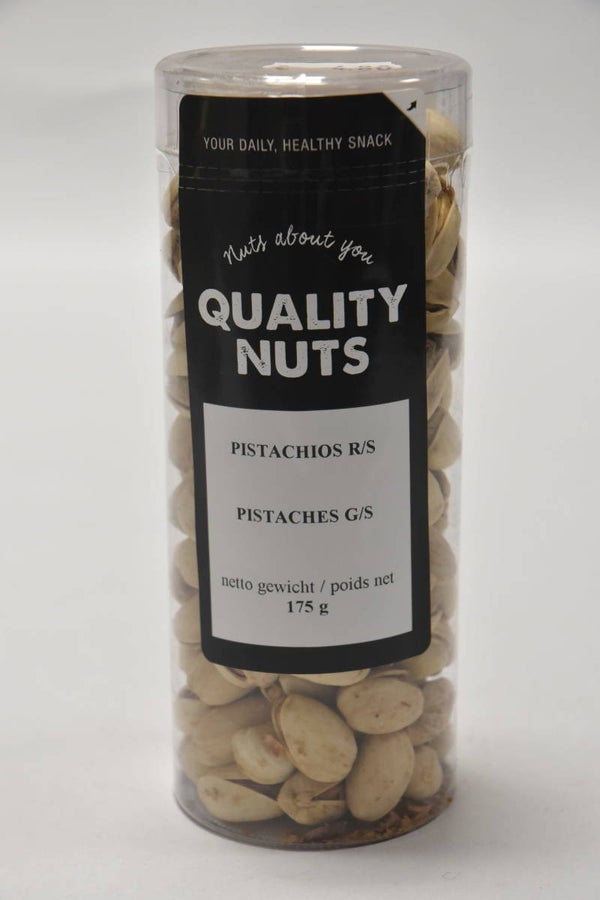 YOUR DAILY, HEALTHY SNACK
Nuts about you
QUALITY
NUTS
PISTACHIOS R/S
PISTACHES G/S
netto gewicht / poids net
175 g